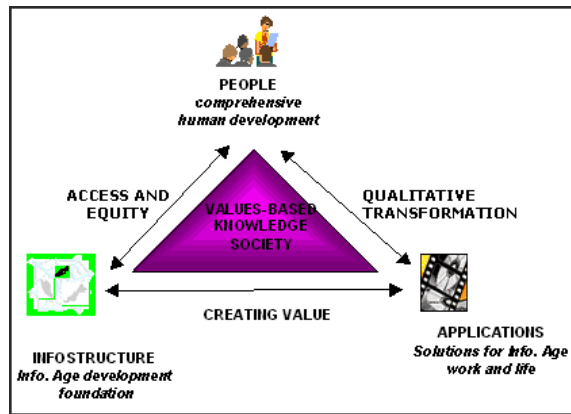 PEOPLE
comprehensive
human development
ACCESS AND
EQUITY
QUALITATIVE
TRANSFORMATION
VALUES-BASED
KNOWLEDGE
SOCIETY
CREATING VALUE
INFOSTRUCTURE
Info. Age development
foundation
APPLICATIONS
Solutions for Info. Age
work and life